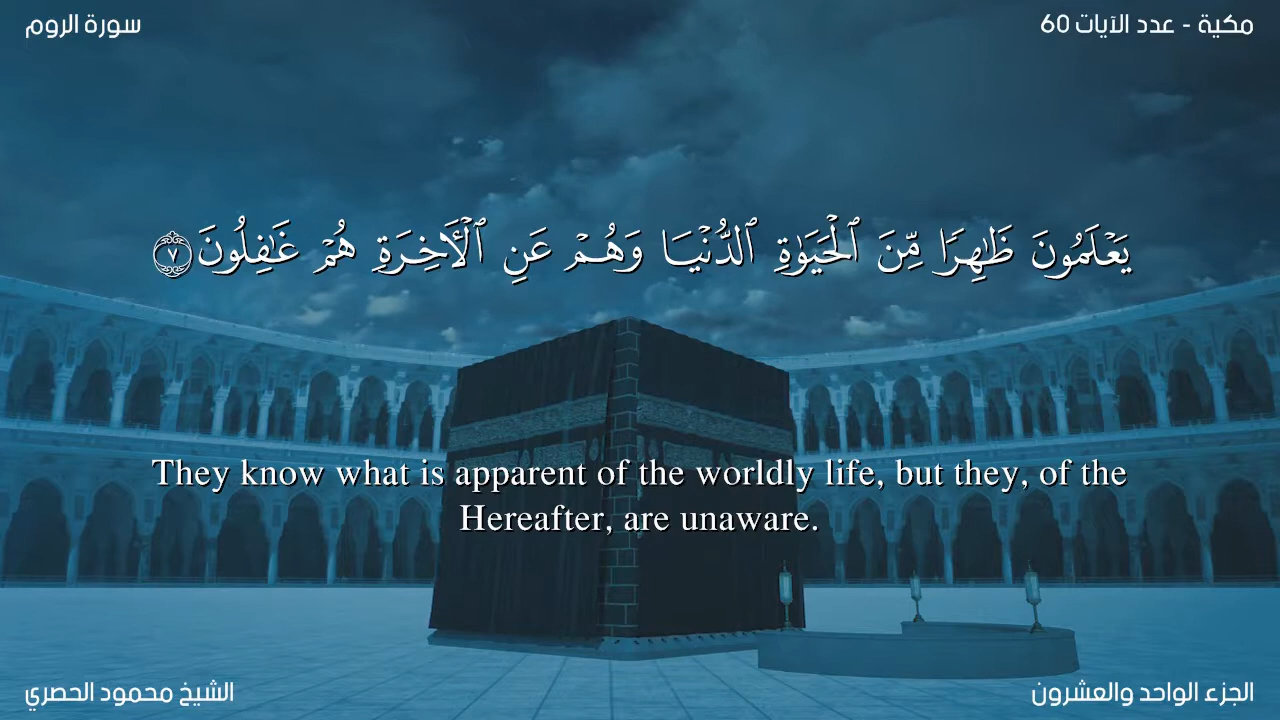 مكية - عدد الآيات 60
سورة الروم
يَعْلَمُونَ ظَٰهِرًا مِّنَ ٱلْحَيَوٰةِ ٱلدُّنْيَا وَهُمْ عَنِ ٱلْأَخِرَةِ هُمْ غَٰفِلُونَ ٧
They know what is apparent of the worldly life, but they, of the
Hereafter, are unaware.
الجزء الواحد والعشرون
الشيخ محمود الحصري